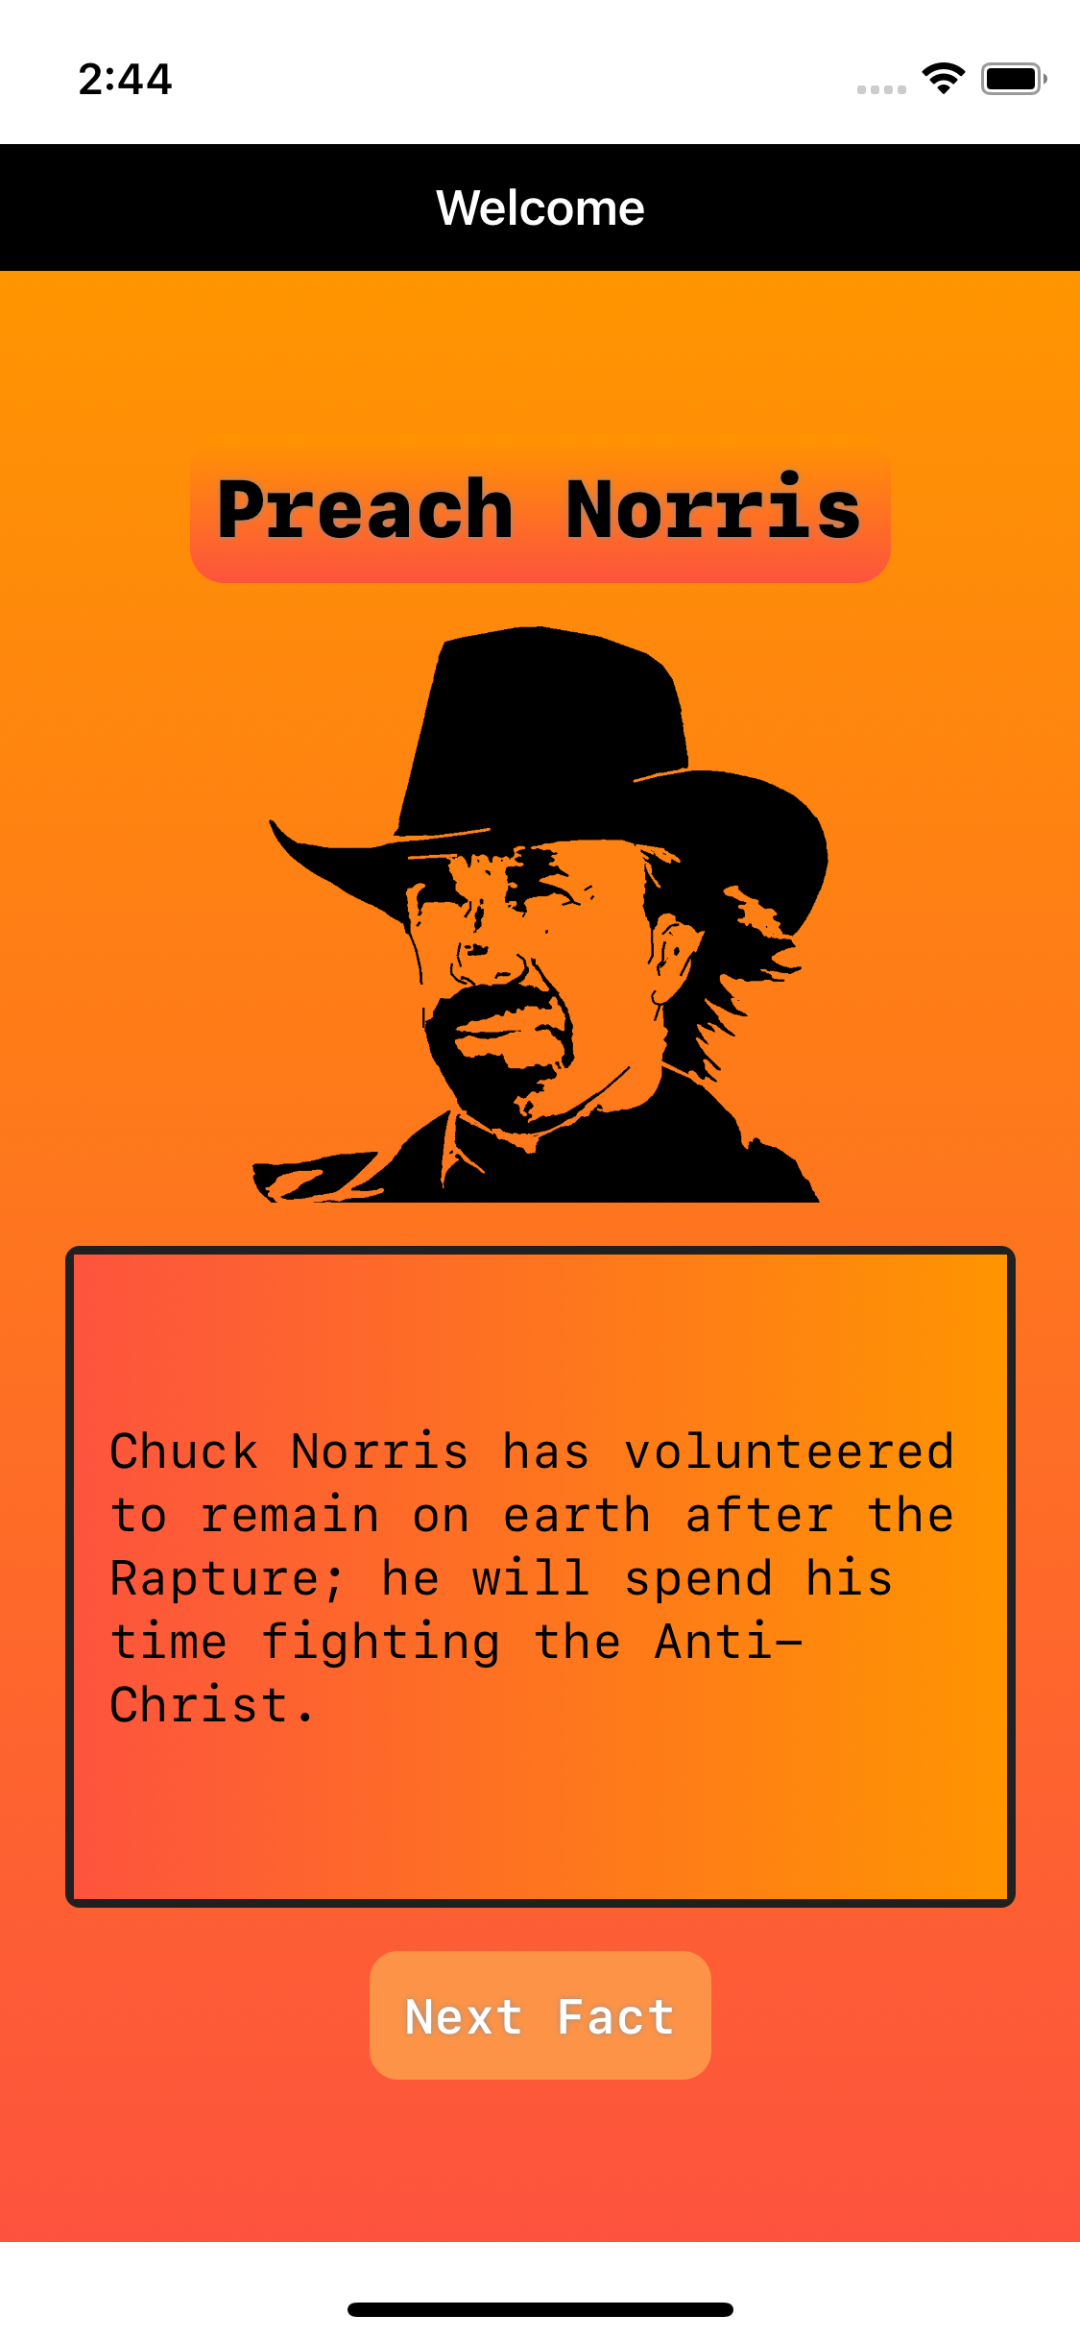 2:44
Welcome
Preach Norris
Chuck Norris has volunteered
to remain on earth after the
Rapture; he will spend his
time fighting the Anti-
Christ.
Next Fact